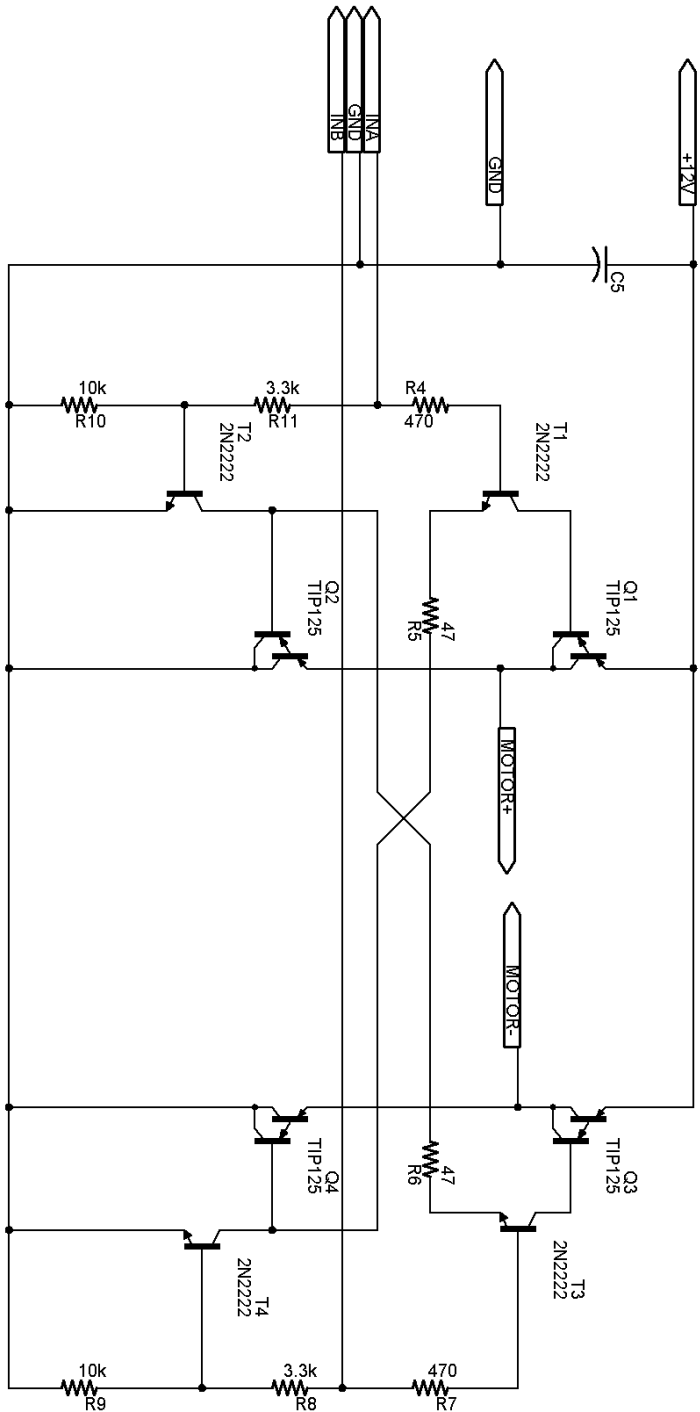 +12V
GND
INA
GND
INB
C5
R4
470
3.3k
R11
10k
R10
T1
2N2222
T2
2N2222
Q1
TIP125
47
R5
Q2
TIP125
MOTOR+
MOTOR-
Q3
TIP125
47
R6
Q4
TIP125
T3
2N2222
T4
2N2222
470
R7
3.3k
R8
10k
R9